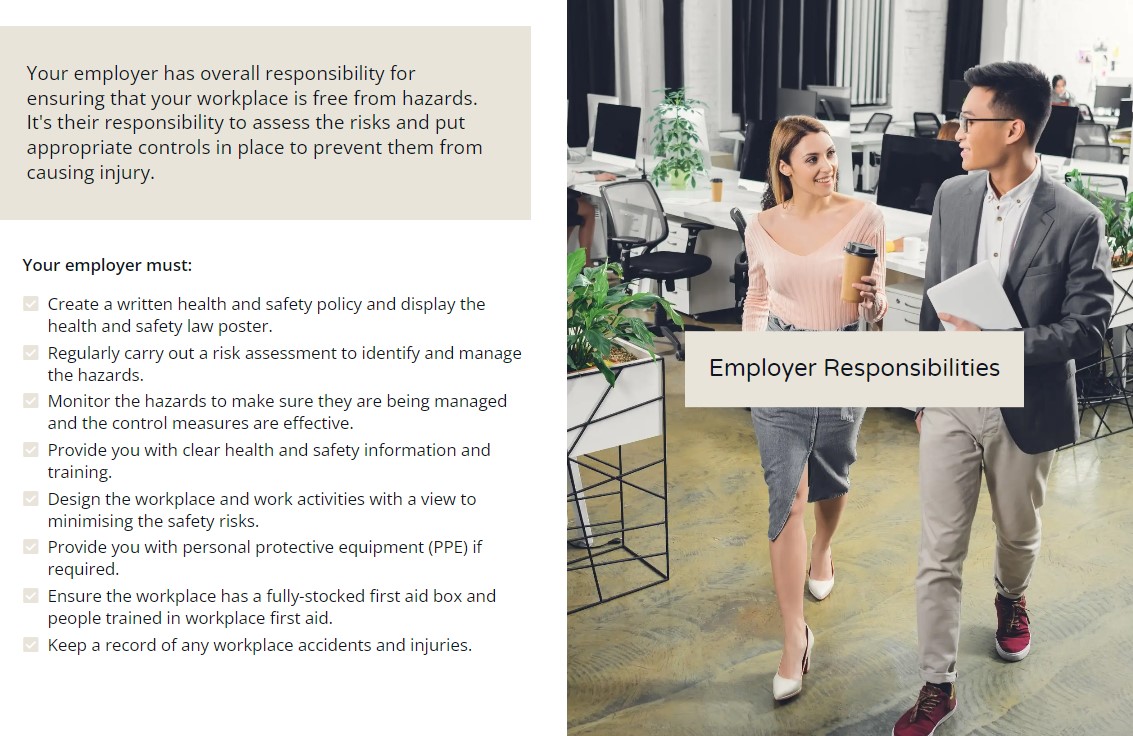 Your employer has overall responsibility for
ensuring that your workplace is free from hazards.
It's their responsibility to assess the risks and put
appropriate controls in place to prevent them from
causing injury.
Your employer must:
Create a written health and safety policy and display the
health and safety law poster.
Regularly carry out a risk assessment to identify and manage
the hazards.
Monitor the hazards to make sure they are being managed
and the control measures are effective.
Provide you with clear health and safety information and
training.
Design the workplace and work activities with a view to
minimising the safety risks.
Provide you with personal protective equipment (PPE) if
required.
Ensure the workplace has a fully-stocked first aid box and
people trained in workplace first aid.
Keep a record of any workplace accidents and injuries.
Employer Responsibilities